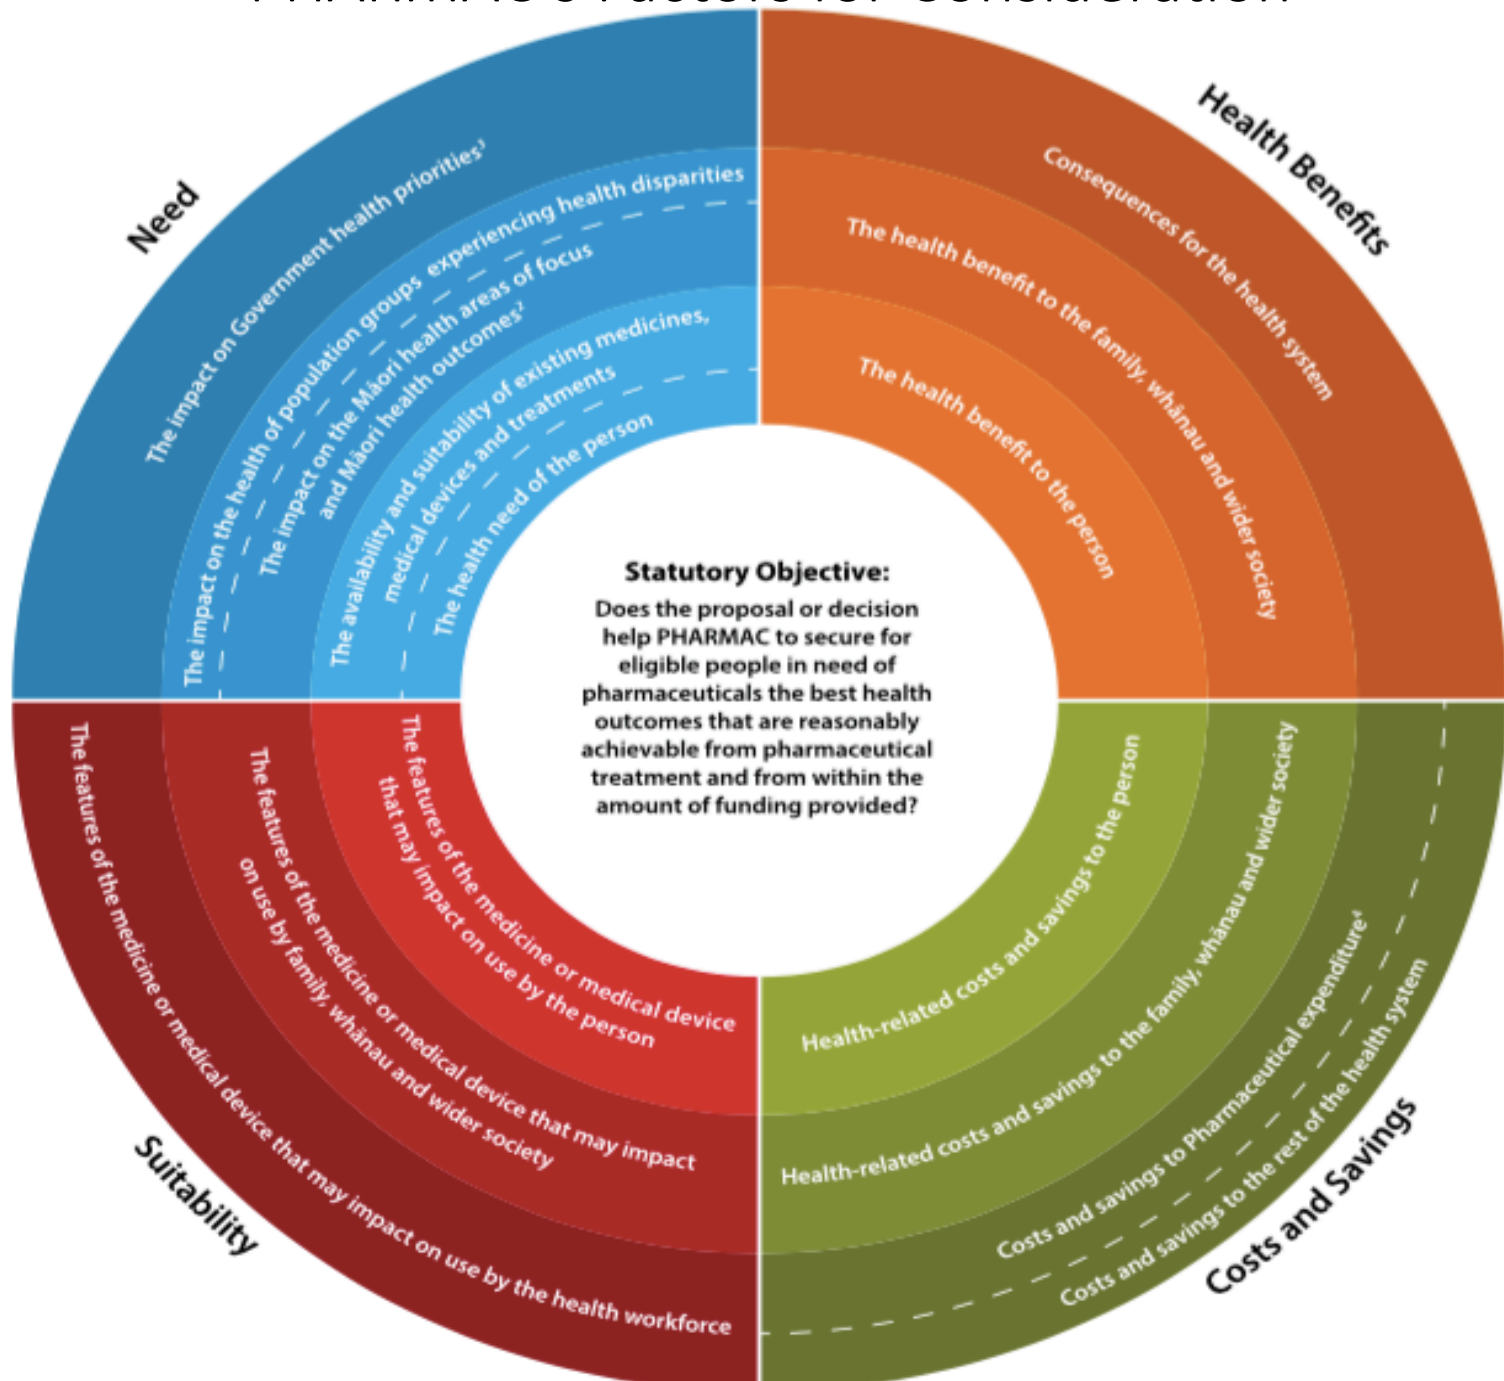 PHARMAC's Factors for Consideration
Need
The impact on Government health priorities¹
The impact on the health of population groups experiencing health disparities
The impact on the Māori health areas of focus
and Māori health outcomes²
The availability and suitability of existing medicines,
medical devices and treatments
The health need of the person
Health Benefits
Consequences for the health system
The health benefit to the family, whānau and wider society
The health benefit to the person
Statutory Objective:
Does the proposal or decision
help PHARMAC to secure for
eligible people in need of
pharmaceuticals the best health
outcomes that are reasonably
achievable from pharmaceutical
treatment and from within the
amount of funding provided?
Suitability
The features of the medicine or medical device
that may impact on use by the person
The features of the medicine or medical device that may impact
on use by family, whānau and wider society
The features of the medicine or medical device that may impact on use by the health workforce
Costs and Savings
Health-related costs and savings to the person
Health-related costs and savings to the family, whānau and wider society
Costs and savings to Pharmaceutical expenditure⁴
Costs and savings to the rest of the health system